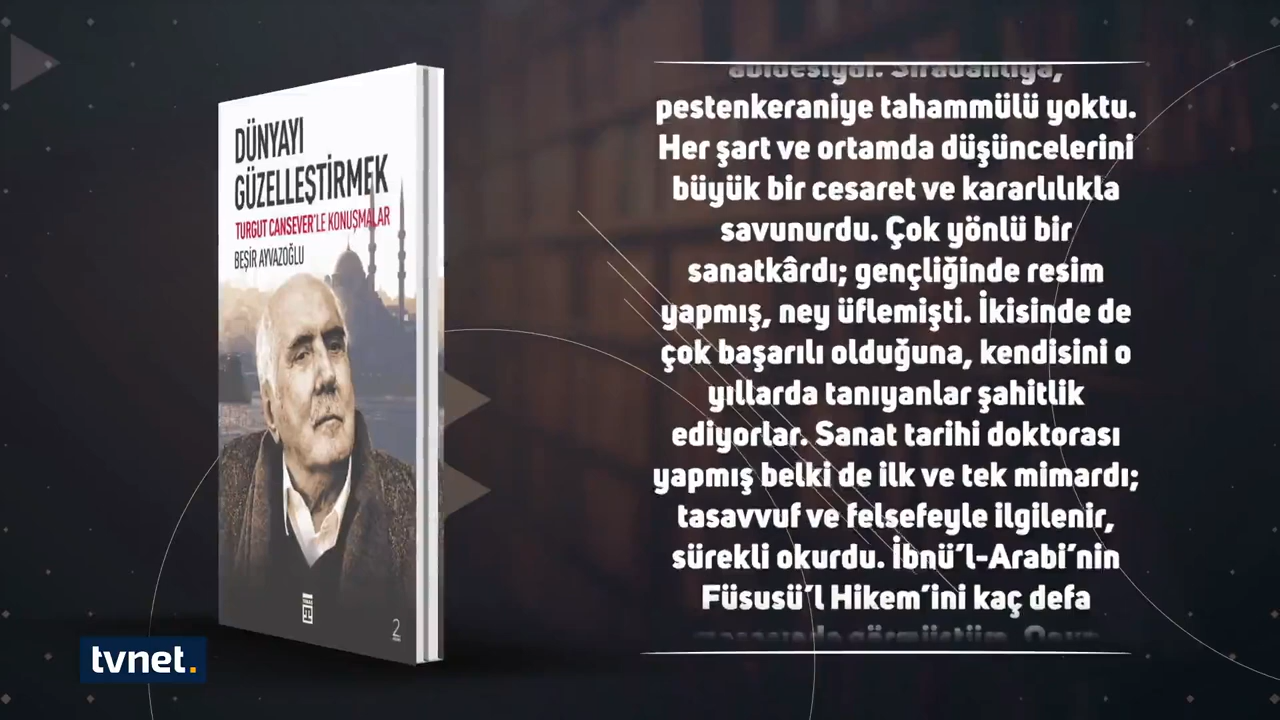 DÜNYAYI
GÜZELLEŞTİRMEK
TURGUT CANSEVER'LE KONUŞMALAR
BEŞİR AYVAZOĞLU
TİMAŞ
2
tvnet.
pestenkeraniye tahammülü yoktu.
Her şart ve ortamda düşüncelerini
büyük bir cesaret ve kararlılıkla
savunurdu. Çok yönlü bir
sanatkârdı; gençliğinde resim
yapmış, ney üflemişti. İkisinde de
çok başarılı olduğuna, kendisini o
yıllarda tanıyanlar şahitlik
ediyorlar. Sanat tarihi doktorası
yapmış belki de ilk ve tek mimardı;
tasavvuf ve felsefeyle ilgilenir,
sürekli okurdu. İbnü'l-Arabi'nin
Füsusü'l Hikem'ini kaç defa